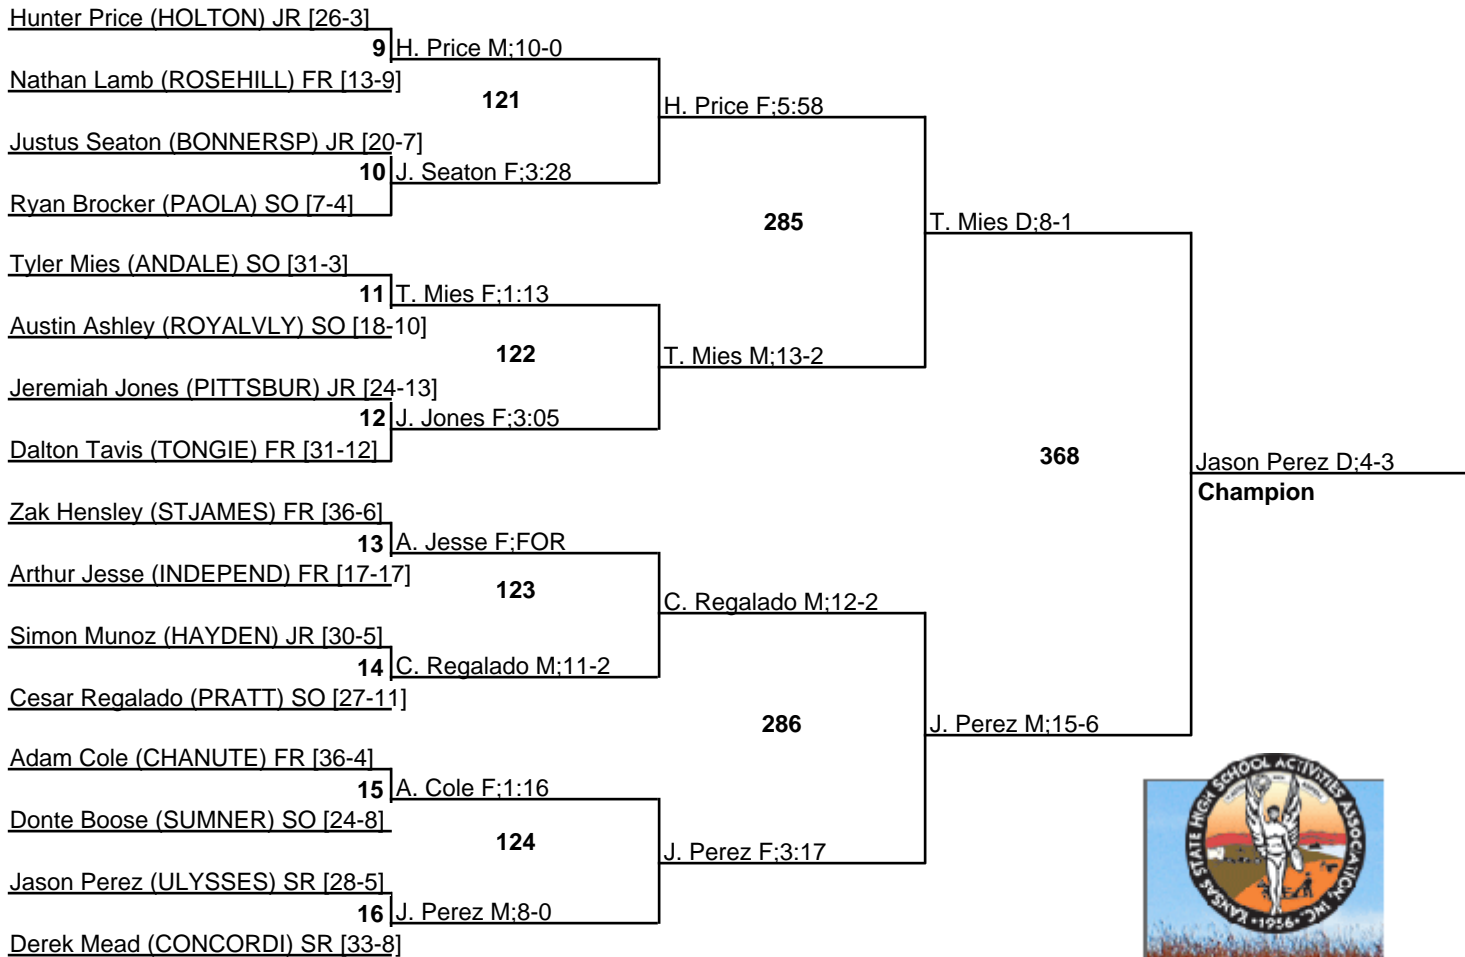 Hunter Price (HOLTON) JR [26-3]
9 H. Price M;10-0
Nathan Lamb (ROSEHILL) FR [13-9]
121
H. Price F;5:58
Justus Seaton (BONNERSP) JR [20-7]
10 J. Seaton F;3:28
Ryan Brocker (PAOLA) SO [7-4]
285
T. Mies D;8-1
Tyler Mies (ANDALE) SO [31-3]
11 T. Mies F;1:13
Austin Ashley (ROYALVLY) SO [18-10]
122
T. Mies M;13-2
Jeremiah Jones (PITTSBUR) JR [24-13]
12 J. Jones F;3:05
Dalton Tavis (TONGIE) FR [31-12]
368
Jason Perez D;4-3
Champion
Zak Hensley (STJAMES) FR [36-6]
13 A. Jesse F;FOR
Arthur Jesse (INDEPEND) FR [17-17]
123
C. Regalado M;12-2
Simon Munoz (HAYDEN) JR [30-5]
14 C. Regalado M;11-2
Cesar Regalado (PRATT) SO [27-11]
286
J. Perez M;15-6
Adam Cole (CHANUTE) FR [36-4]
15 A. Cole F;1:16
Donte Boose (SUMNER) SO [24-8]
124
J. Perez F;3:17
Jason Perez (ULYSSES) SR [28-5]
16 J. Perez M;8-0
Derek Mead (CONCORDI) SR [33-8]
KANSAS STATE HIGH SCHOOL ACTIVITIES ASSOCIATION, INC.
•1956•